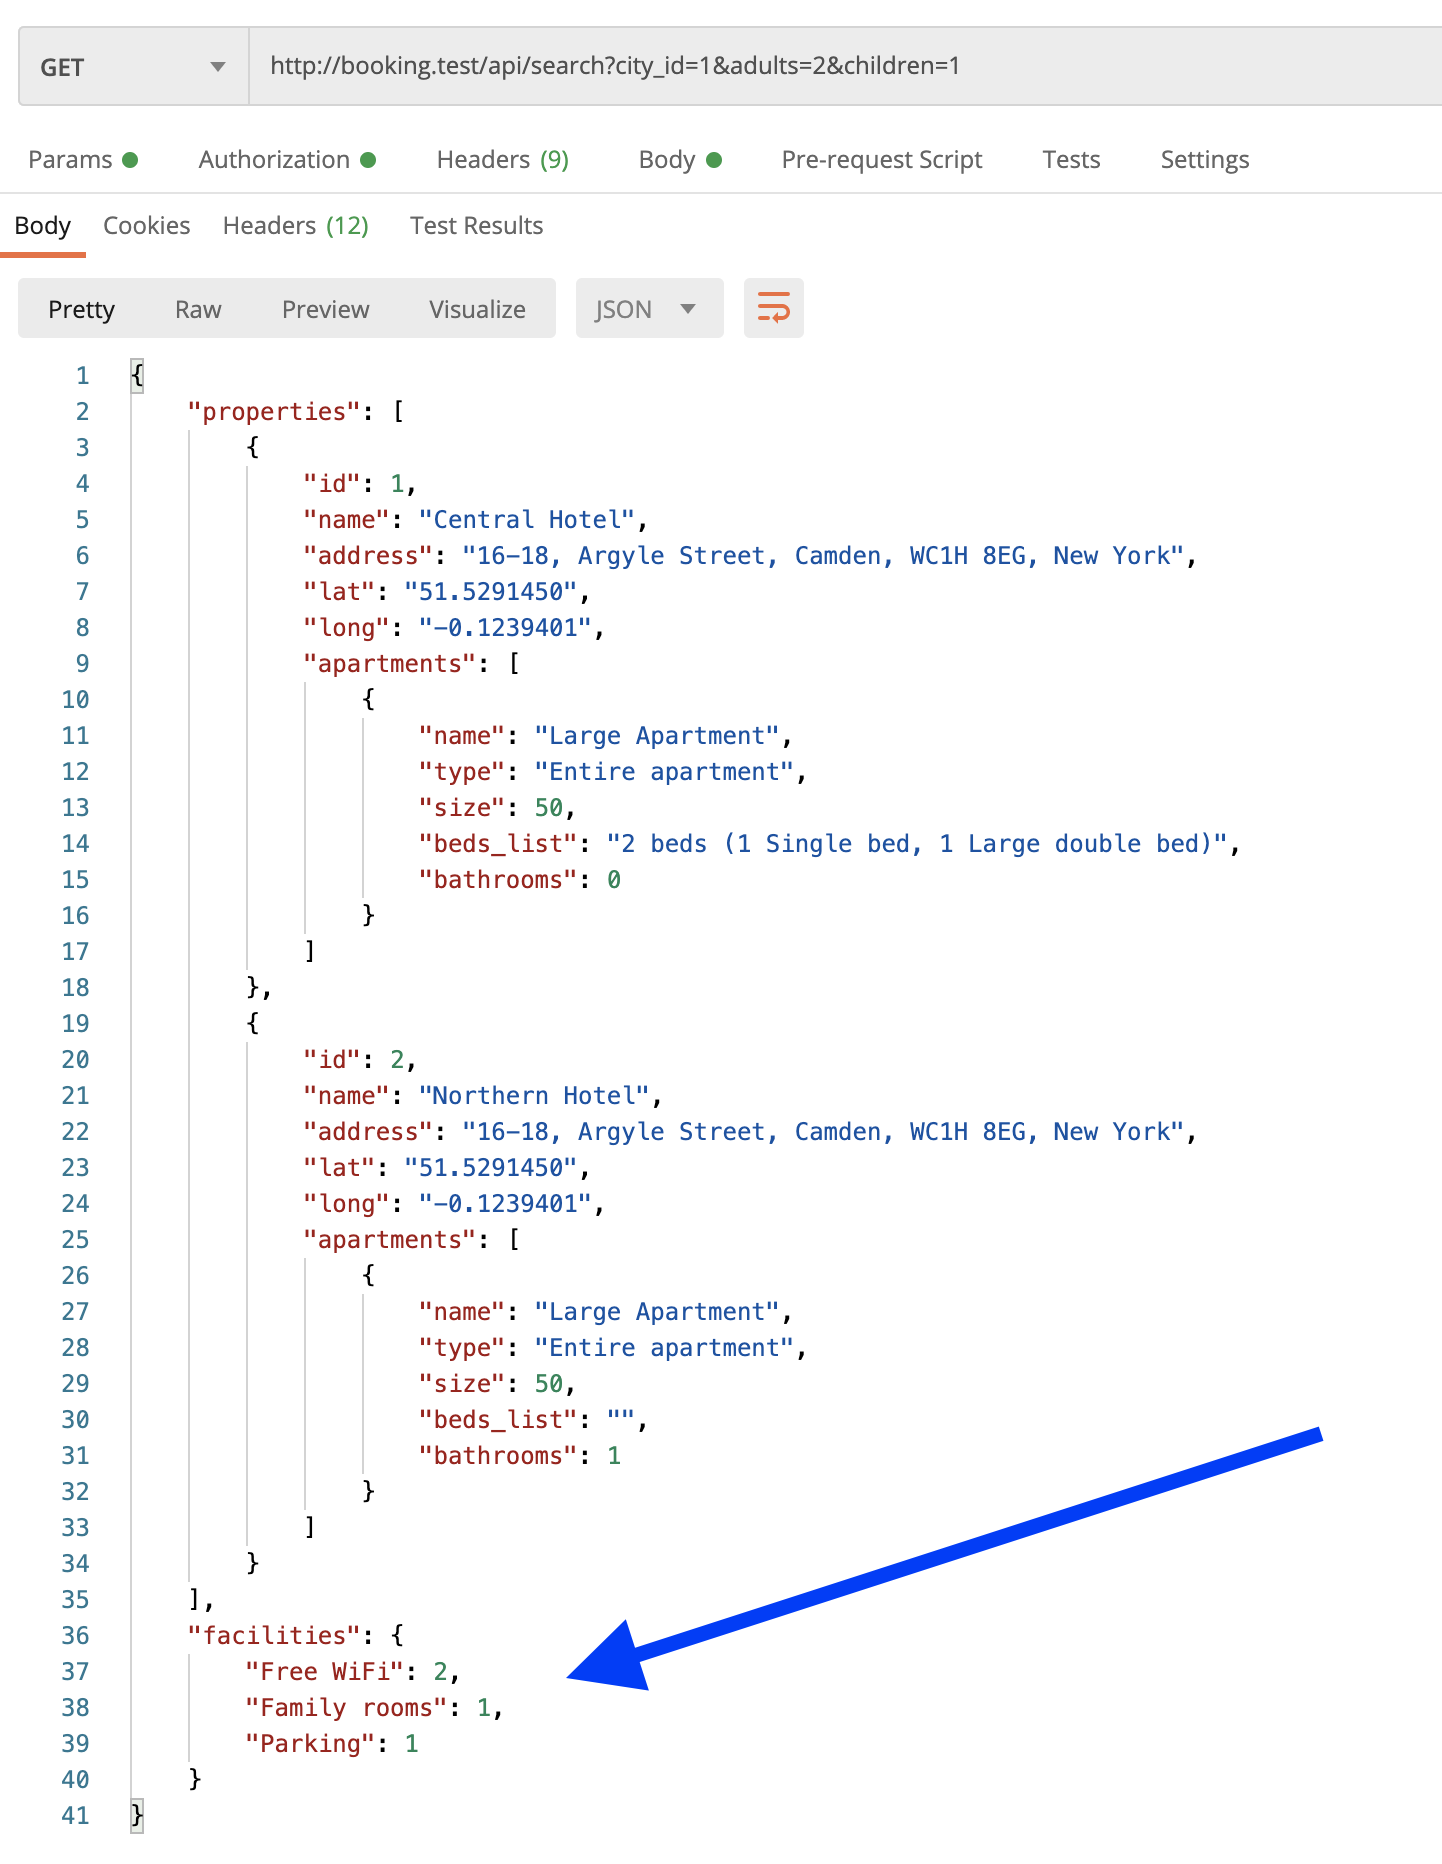 GET http://booking.test/api/search?city_id=1&adults=2&children=1
Params Authorization Headers (9) Body Pre-request Script Tests Settings
Body Cookies Headers (12) Test Results
Pretty Raw Preview Visualize JSON
1 {
2 "properties": [
3 {
4 "id": 1,
5 "name": "Central Hotel",
6 "address": "16-18, Argyle Street, Camden, WC1H 8EG, New York",
7 "lat": "51.5291450",
8 "long": "-0.1239401",
9 "apartments": [
10 {
11 "name": "Large Apartment",
12 "type": "Entire apartment",
13 "size": 50,
14 "beds_list": "2 beds (1 Single bed, 1 Large double bed)",
15 "bathrooms": 0
16 }
17 ]
18 },
19 {
20 "id": 2,
21 "name": "Northern Hotel",
22 "address": "16-18, Argyle Street, Camden, WC1H 8EG, New York",
23 "lat": "51.5291450",
24 "long": "-0.1239401",
25 "apartments": [
26 {
27 "name": "Large Apartment",
28 "type": "Entire apartment",
29 "size": 50,
30 "beds_list": "",
31 "bathrooms": 1
32 }
33 ]
34 }
35 ],
36 "facilities": {
37 "Free WiFi": 2,
38 "Family rooms": 1,
39 "Parking": 1
40 }
41 }